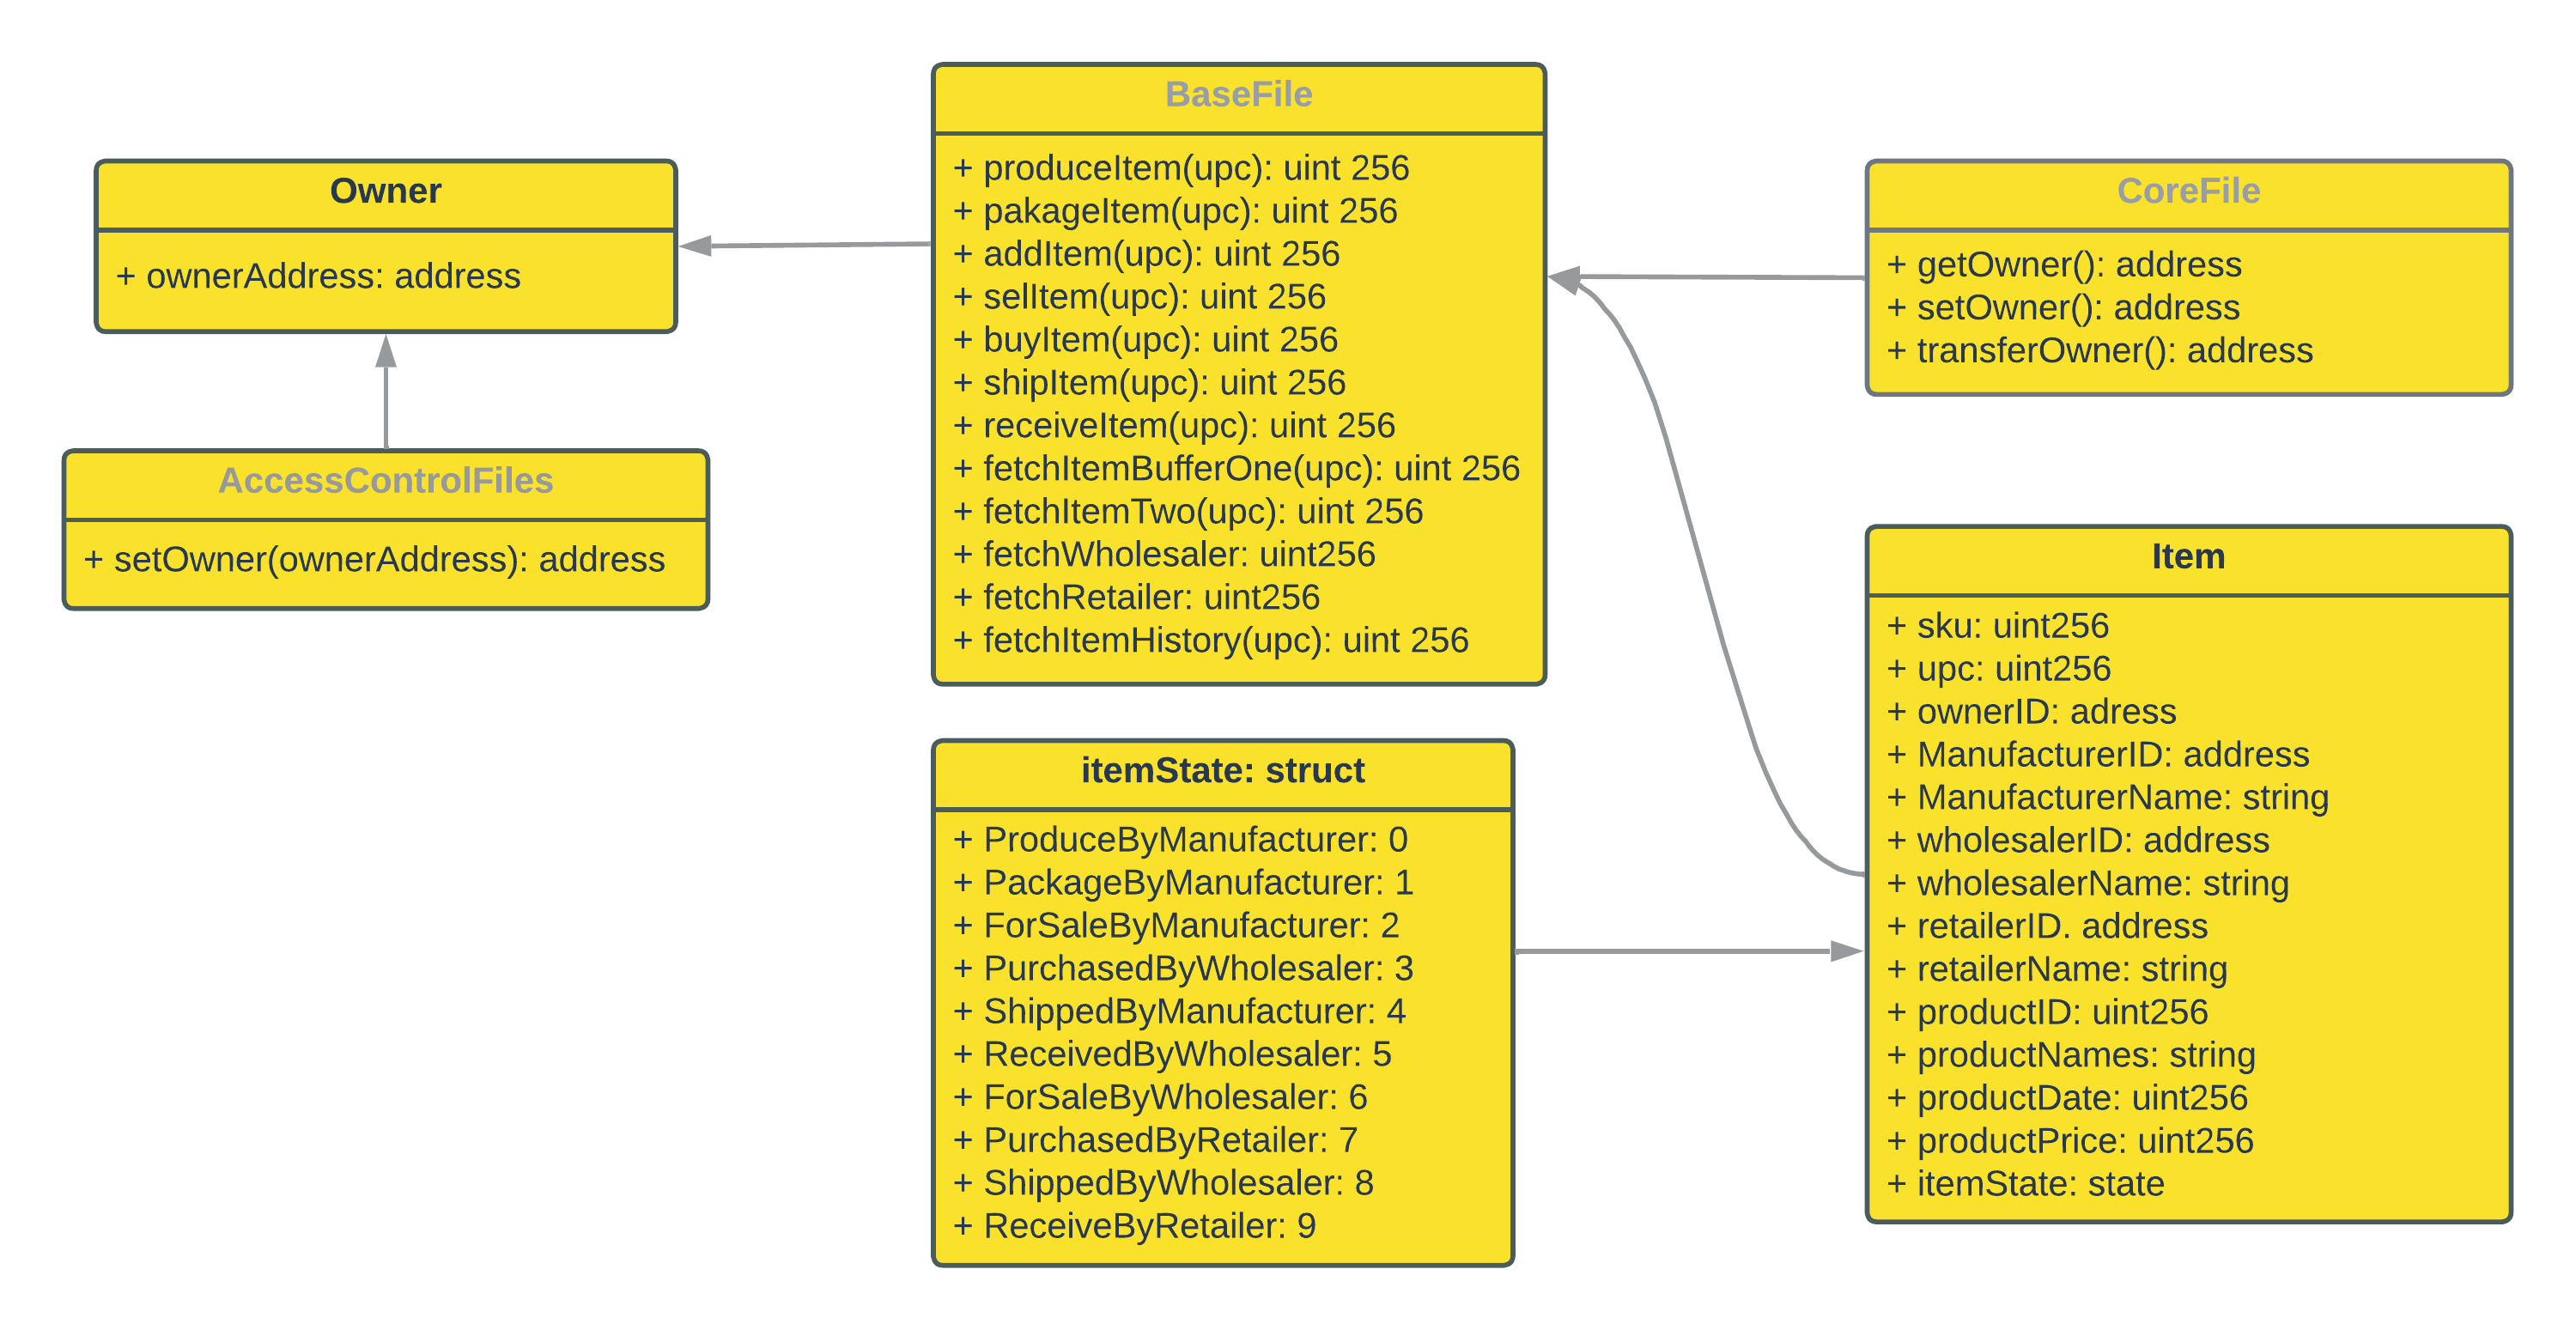 Owner
+ ownerAddress: address
AccessControlFiles
+ setOwner(ownerAddress): address
BaseFile
+ produceItem(upc): uint 256
+ pakageItem(upc): uint 256
+ addItem(upc): uint 256
+ selItem(upc): uint 256
+ buyItem(upc): uint 256
+ shipItem(upc): uint 256
+ receiveItem(upc): uint 256
+ fetchItemBufferOne(upc): uint 256
+ fetchItemTwo(upc): uint 256
+ fetchWholesaler: uint256
+ fetchRetailer: uint256
+ fetchItemHistory(upc): uint 256
itemState: struct
+ ProduceByManufacturer: 0
+ PackageByManufacturer: 1
+ ForSaleByManufacturer: 2
+ PurchasedByWholesaler: 3
+ ShippedByManufacturer: 4
+ ReceivedByWholesaler: 5
+ ForSaleByWholesaler: 6
+ PurchasedByRetailer: 7
+ ShippedByWholesaler: 8
+ ReceiveByRetailer: 9
CoreFile
+ getOwner(): address
+ setOwner(): address
+ transferOwner(): address
Item
+ sku: uint256
+ upc: uint256
+ ownerID: adress
+ ManufacturerID: address
+ ManufacturerName: string
+ wholesalerID: address
+ wholesalerName: string
+ retailerID. address
+ retailerName: string
+ productID: uint256
+ productNames: string
+ productDate: uint256
+ productPrice: uint256
+ itemState: state